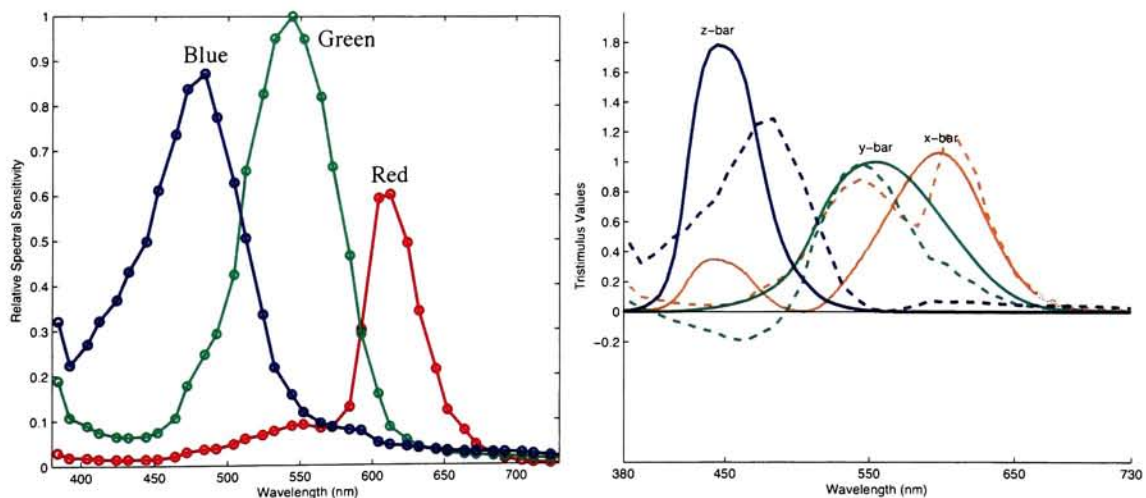 1
0.9
0.8
0.7
0.6
0.5
0.4
0.3
0.2
0.1
0
Relative Spectral Sensitivity
Blue
Green
Red
400 450 500 550 600 650 700
Wavelength (nm)
1.8
1.6
1.4
1.2
1
0.8
0.6
0.4
0.2
0
−0.2
Tristimulus Values
z-bar
y-bar
x-bar
380 450 550 650 730
Wavelength (nm)